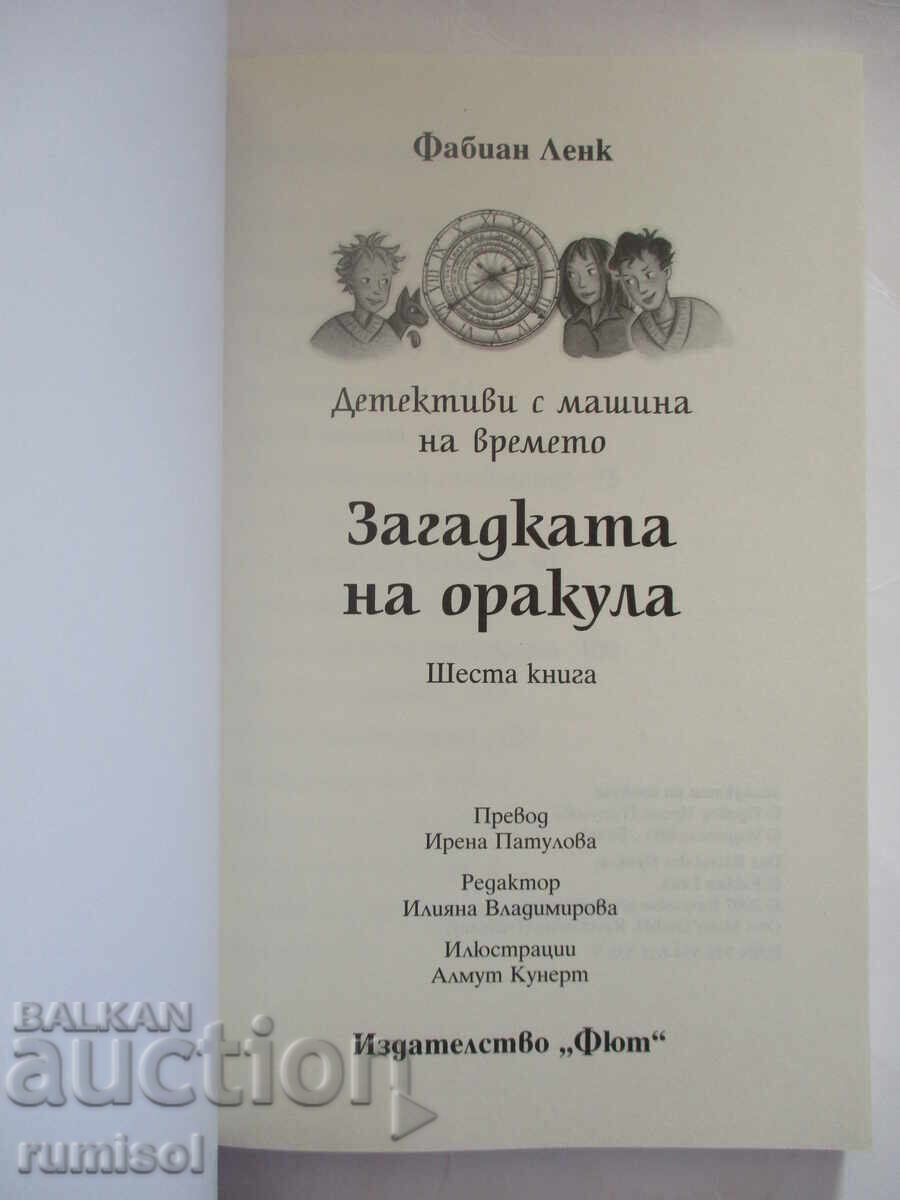 Фабиан Ленк
Детективи с машина
на времето
Загадката
на оракула
Шеста книга
Превод
Ирена Патулова
Редактор
Илияна Владимирова
Илюстрации
Алмут Кунерт
Издателство „Фют“
BALKAN
auction
rumisol